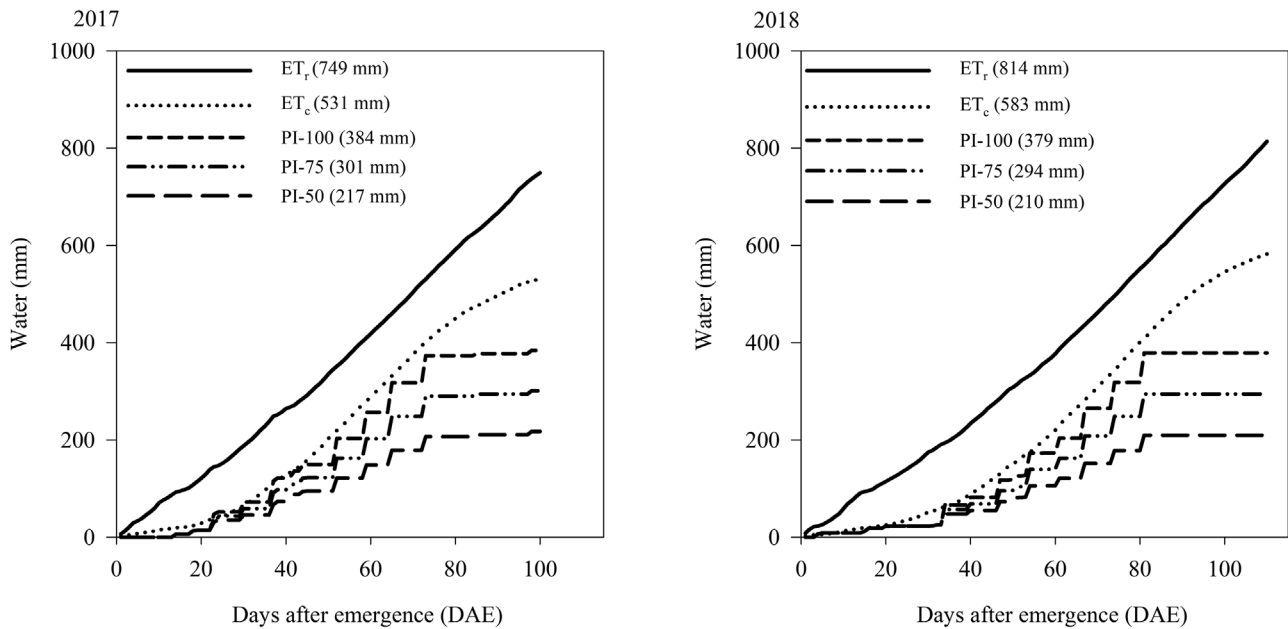 2017
1000
800
600
400
200
0
Water (mm)
ETr (749 mm)
ETc (531 mm)
PI-100 (384 mm)
PI-75 (301 mm)
PI-50 (217 mm)
0 20 40 60 80 100
Days after emergence (DAE)
2018
1000
800
600
400
200
0
Water (mm)
ETr (814 mm)
ETc (583 mm)
PI-100 (379 mm)
PI-75 (294 mm)
PI-50 (210 mm)
0 20 40 60 80 100
Days after emergence (DAE)